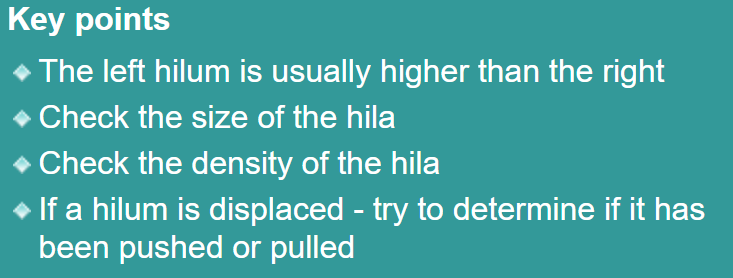 Key points
The left hilum is usually higher than the right
Check the size of the hila
Check the density of the hila
If a hilum is displaced - try to determine if it has
been pushed or pulled